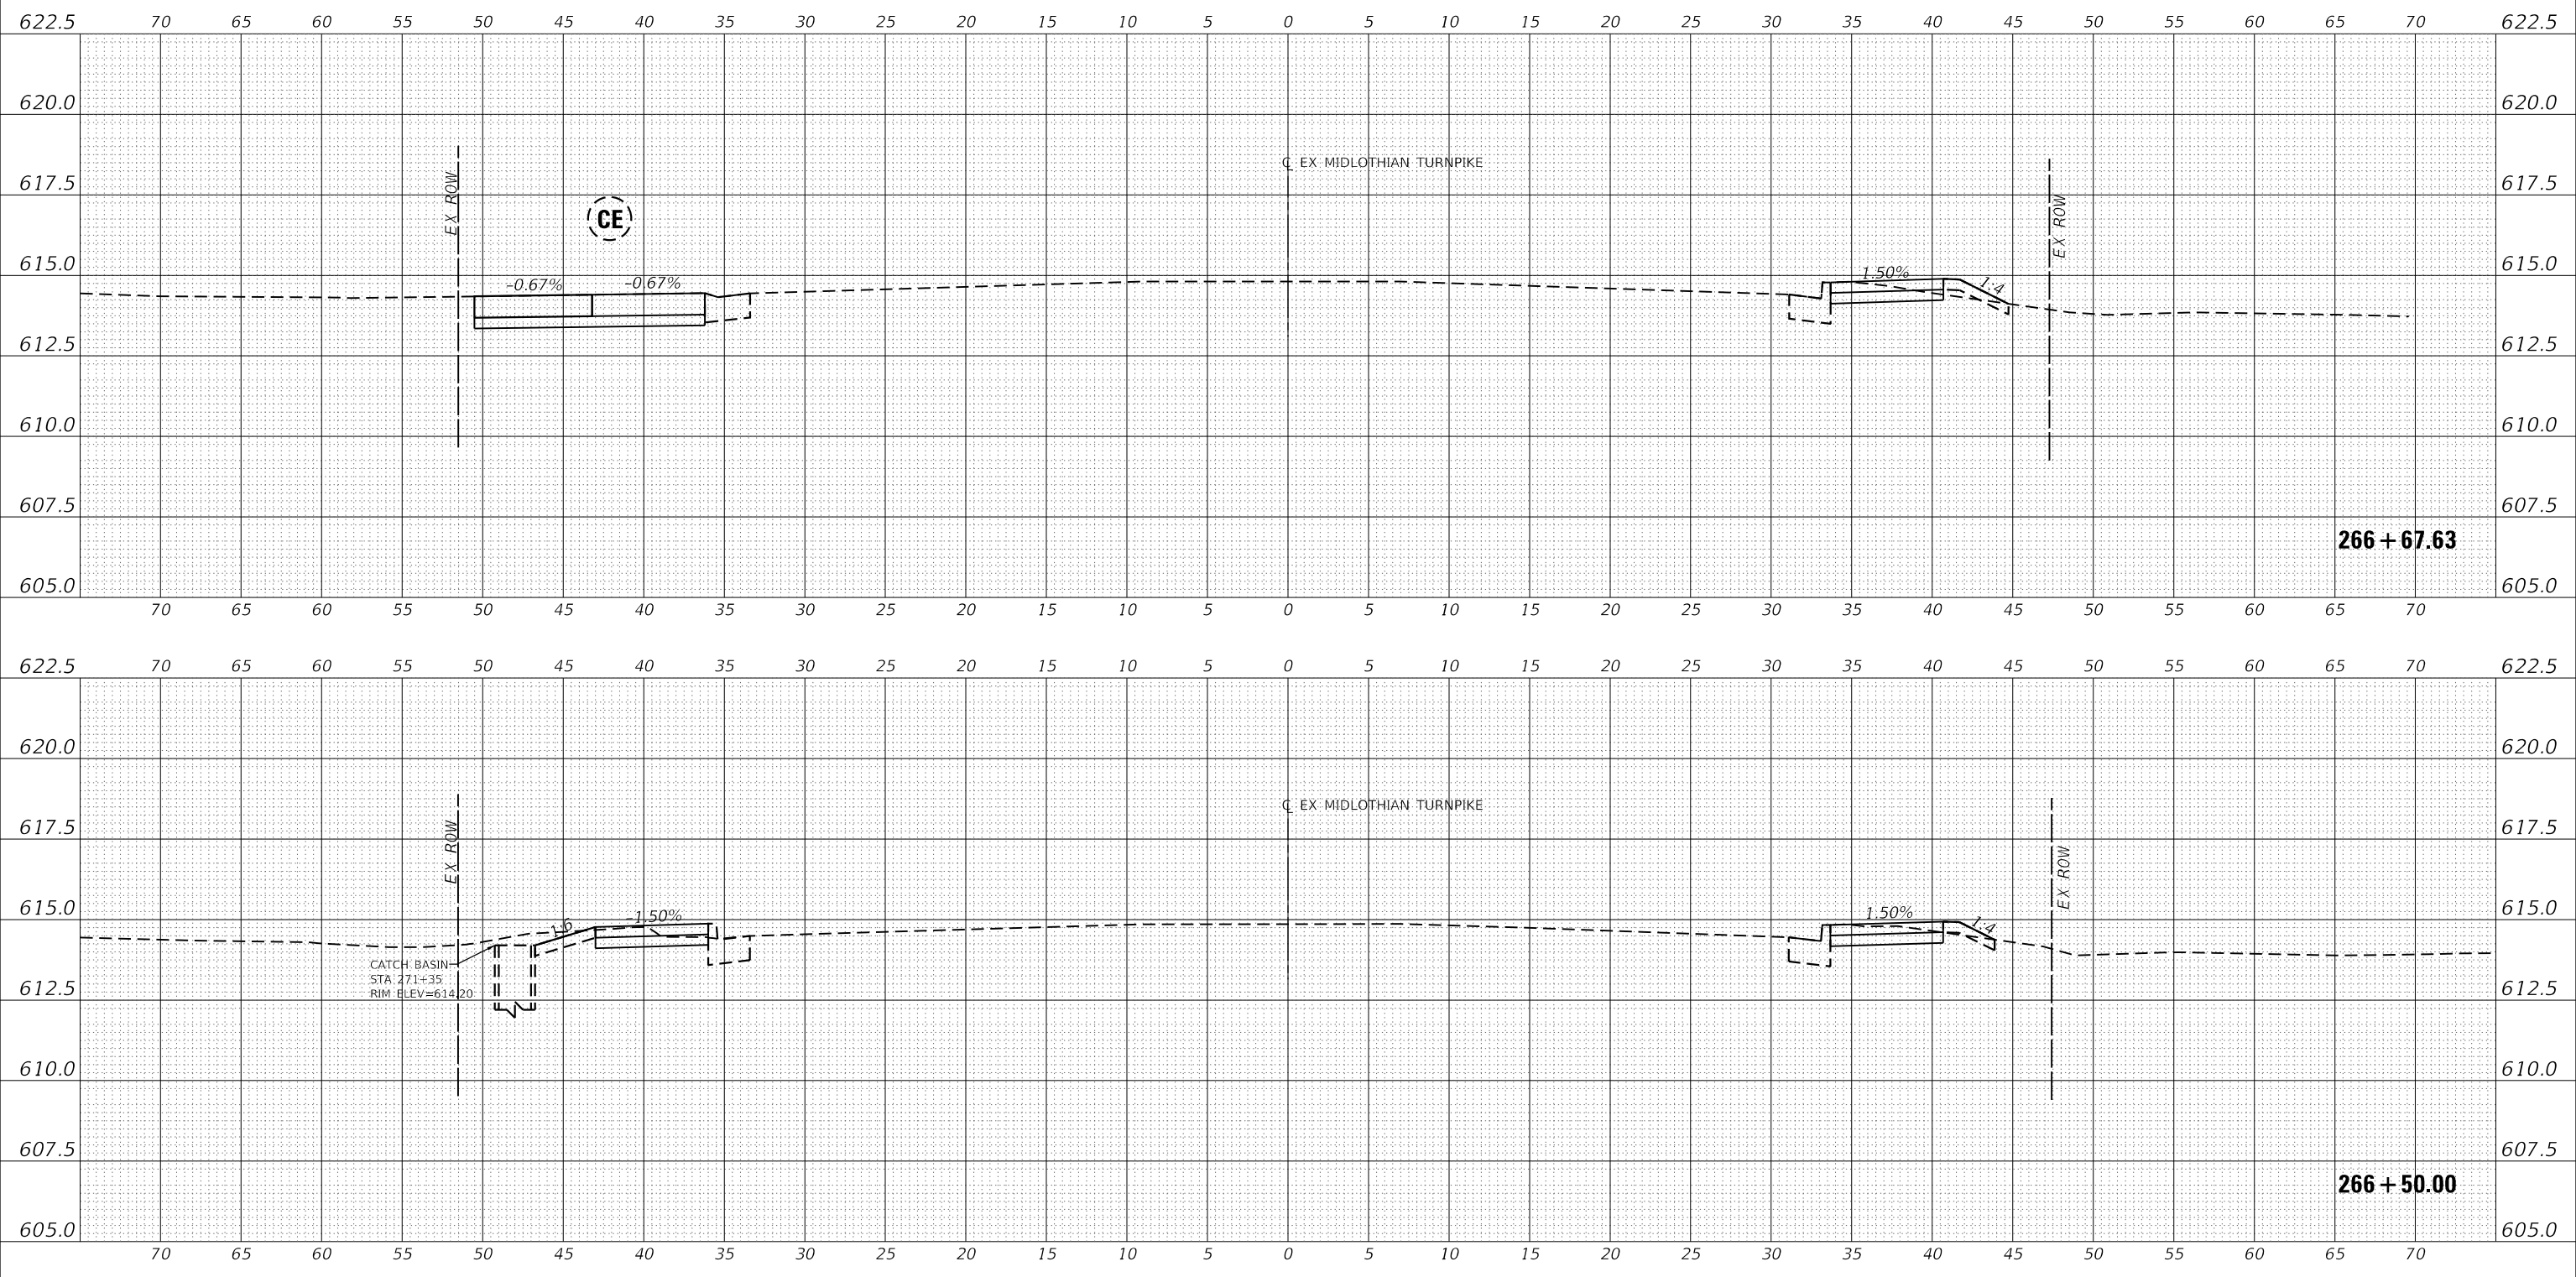 622.5 70 65 60 55 50 45 40 35 30 25 20 15 10 5 0 5 10 15 20 25 30 35 40 45 50 55 60 65 70 622.5
620.0 620.0
℄ EX MIDLOTHIAN TURNPIKE
617.5 EX ROW CE EX ROW 617.5
615.0 -0.67% -0.67% 1.50% 1:4 615.0
612.5 612.5
610.0 610.0
607.5 607.5
266+67.63
605.0 605.0
70 65 60 55 50 45 40 35 30 25 20 15 10 5 0 5 10 15 20 25 30 35 40 45 50 55 60 65 70
622.5 70 65 60 55 50 45 40 35 30 25 20 15 10 5 0 5 10 15 20 25 30 35 40 45 50 55 60 65 70 622.5
620.0 620.0
℄ EX MIDLOTHIAN TURNPIKE
617.5 617.5
EX ROW EX ROW
615.0 1:6 -1.50% 1.50% 1:4 615.0
CATCH BASIN
STA 271+35
612.5 RIM ELEV=614.20 612.5
610.0 610.0
607.5 607.5
266+50.00
605.0 605.0
70 65 60 55 50 45 40 35 30 25 20 15 10 5 0 5 10 15 20 25 30 35 40 45 50 55 60 65 70